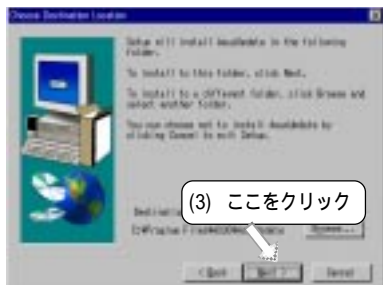 Choose Destination Location
Setup will install            in the following
folder.
To install to this folder, click Next.
To install to a different folder, click Browse and
select another folder.
You can choose not to install            by
clicking Cancel to exit Setup.
(3) ここをクリック
Browse...
< Back
Next >
Cancel